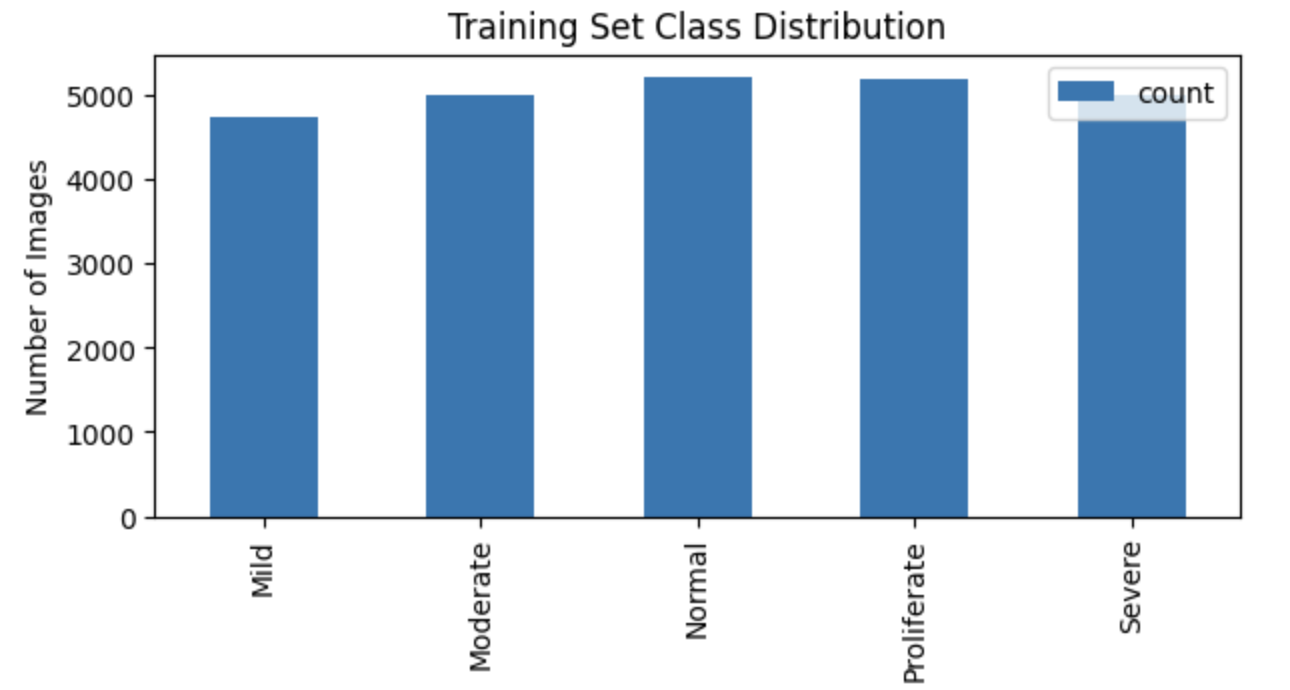 Training Set Class Distribution
count
Number of Images
5000
4000
3000
2000
1000
0
Mild
Moderate
Normal
Proliferate
Severe